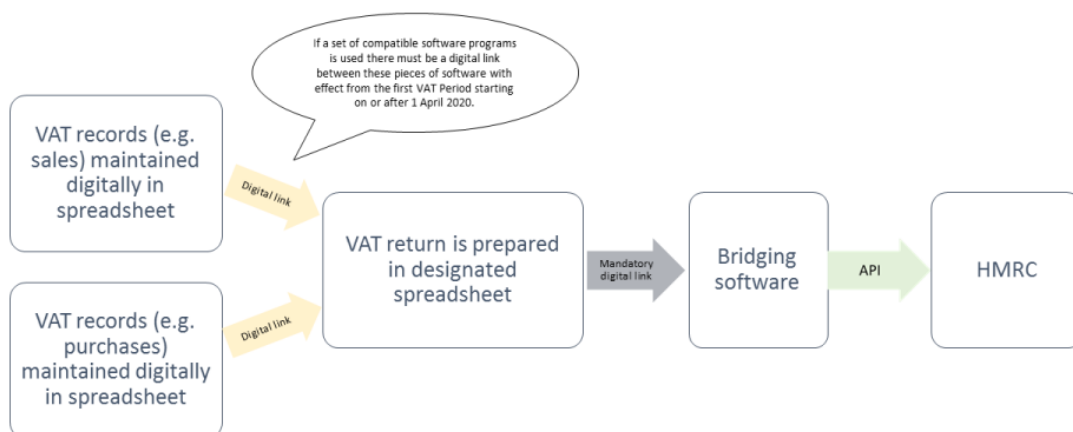 If a set of compatible software programs
is used there must be a digital link
between these pieces of software with
effect from the first VAT Period starting
on or after 1 April 2020.
VAT records (e.g.
sales) maintained
digitally in
spreadsheet
Digital link
VAT records (e.g.
purchases)
maintained digitally
in spreadsheet
Digital link
VAT return is prepared
in designated
spreadsheet
Mandatory
digital link
Bridging
software
API
HMRC